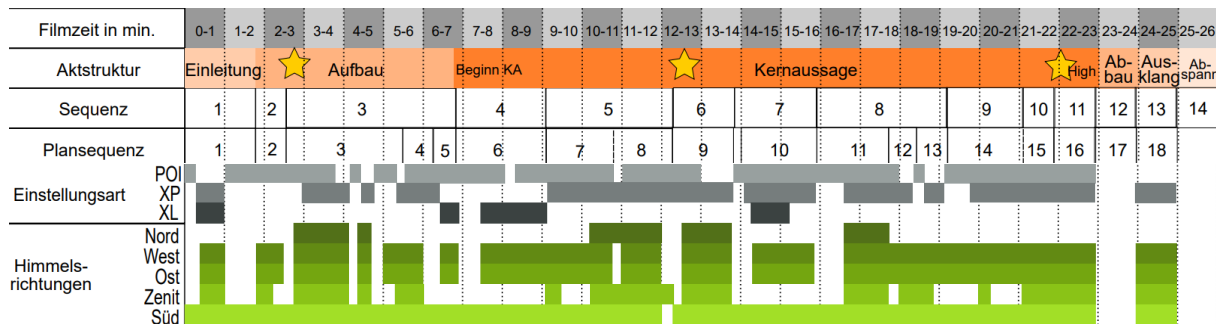 Filmzeit in min. 0-1 1-2 2-3 3-4 4-5 5-6 6-7 7-8 8-9 9-10 10-11 11-12 12-13 13-14 14-15 15-16 16-17 17-18 18-19 19-20 20-21 21-22 22-23 23-24 24-25 25-26
Aktstruktur Einleitung Aufbau Beginn KA Kernaussage High Ab-bau Aus-klang Ab-spann
Sequenz 1 2 3 4 5 6 7 8 9 10 11 12 13 14
Plansequenz 1 2 3 4 5 6 7 8 9 10 11 12 13 14 15 16 17 18
Einstellungsart
POI
XP
XL
Himmels-
richtungen
Nord
West
Ost
Zenit
Süd